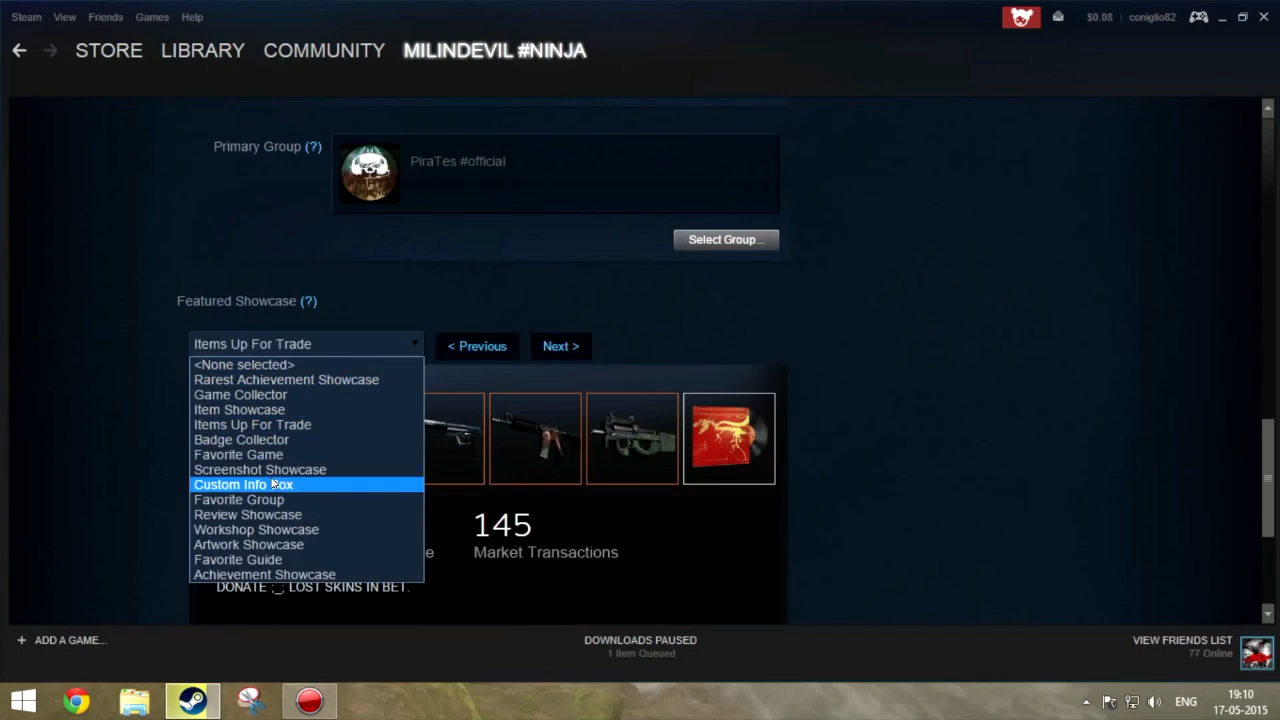 Steam View Friends Games Help $0.08 coniglio82
STORE LIBRARY COMMUNITY MILINDEVIL #NINJA
Primary Group (?)
PiraTes #official
Select Group...
Featured Showcase (?)
Items Up For Trade < Previous Next >
<None selected>
Rarest Achievement Showcase
Game Collector
Item Showcase
Items Up For Trade
Badge Collector
Favorite Game
Screenshot Showcase
Custom Info Box
Favorite Group
Review Showcase
Workshop Showcase
Artwork Showcase
Favorite Guide
Achievement Showcase
145
e Market Transactions
DONATE ;_; LOST SKINS IN BET.
+ ADD A GAME... DOWNLOADS PAUSED VIEW FRIENDS LIST
1 Item Queued 77 Online
ENG 19:10
17-05-2015